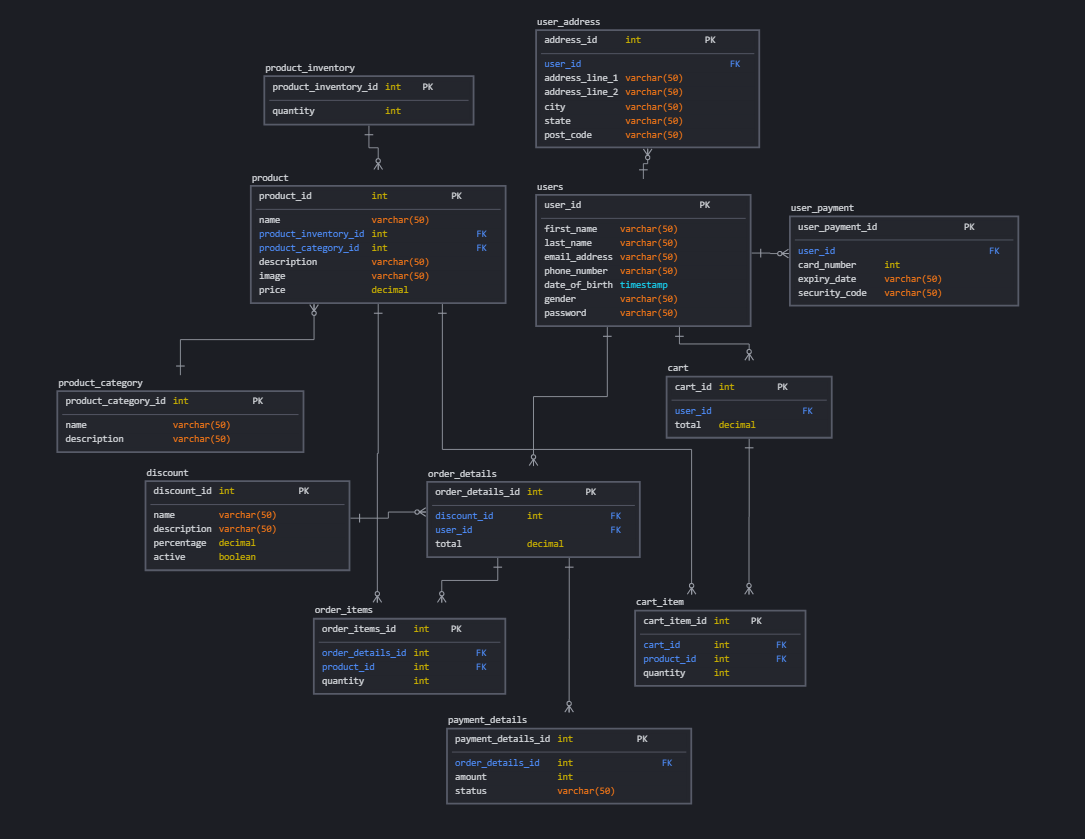 user_address
address_id int PK
user_id FK
address_line_1 varchar(50)
address_line_2 varchar(50)
city varchar(50)
state varchar(50)
post_code varchar(50)
product_inventory
product_inventory_id int PK
quantity int
product
product_id int PK
name varchar(50)
product_inventory_id int FK
product_category_id int FK
description varchar(50)
image varchar(50)
price decimal
users
user_id PK
first_name varchar(50)
last_name varchar(50)
email_address varchar(50)
phone_number varchar(50)
date_of_birth timestamp
gender varchar(50)
password varchar(50)
user_payment
user_payment_id PK
user_id FK
card_number int
expiry_date varchar(50)
security_code varchar(50)
product_category
product_category_id int PK
name varchar(50)
description varchar(50)
cart
cart_id int PK
user_id FK
total decimal
discount
discount_id int PK
name varchar(50)
description varchar(50)
percentage decimal
active boolean
order_details
order_details_id int PK
discount_id int FK
user_id FK
total decimal
order_items
order_items_id int PK
order_details_id int FK
product_id int FK
quantity int
cart_item
cart_item_id int PK
cart_id int FK
product_id int FK
quantity int
payment_details
payment_details_id int PK
order_details_id int FK
amount int
status varchar(50)